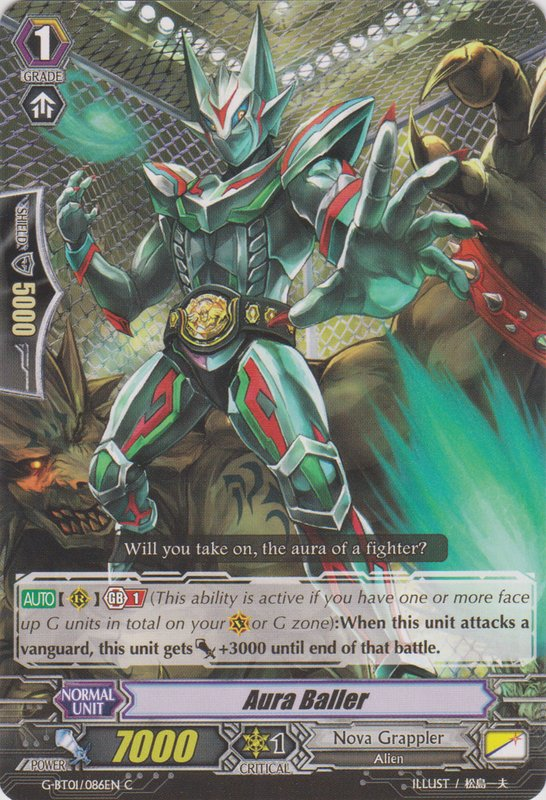 1
GRADE
SHIELD
5000
Will you take on, the aura of a fighter?
AUTO【 R 】GB 1 (This ability is active if you have one or more face
up G units in total on your V or G zone):When this unit attacks a
vanguard, this unit gets +3000 until end of that battle.
NORMAL
UNIT
Aura Baller
POWER
7000
1
CRITICAL
Nova Grappler
Alien
G-BT01/086EN C
ILLUST / 松島一夫